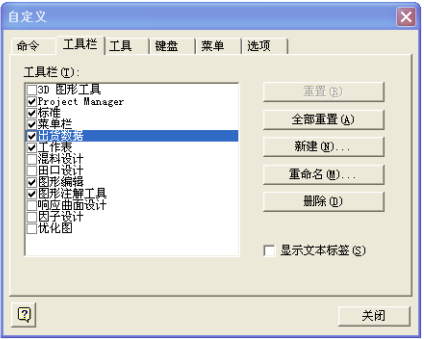 自定义
命令 工具栏 工具 键盘 菜单 选项
工具栏(T):
3D 图形工具
Project Manager
标准
菜单栏
出货数据
工作表
混料设计
田口设计
图形编辑
图形注解工具
响应曲面设计
因子设计
优化图
重置(R)
全部重置(A)
新建(N)...
重命名(M)...
删除(D)
显示文本标签(S)
关闭